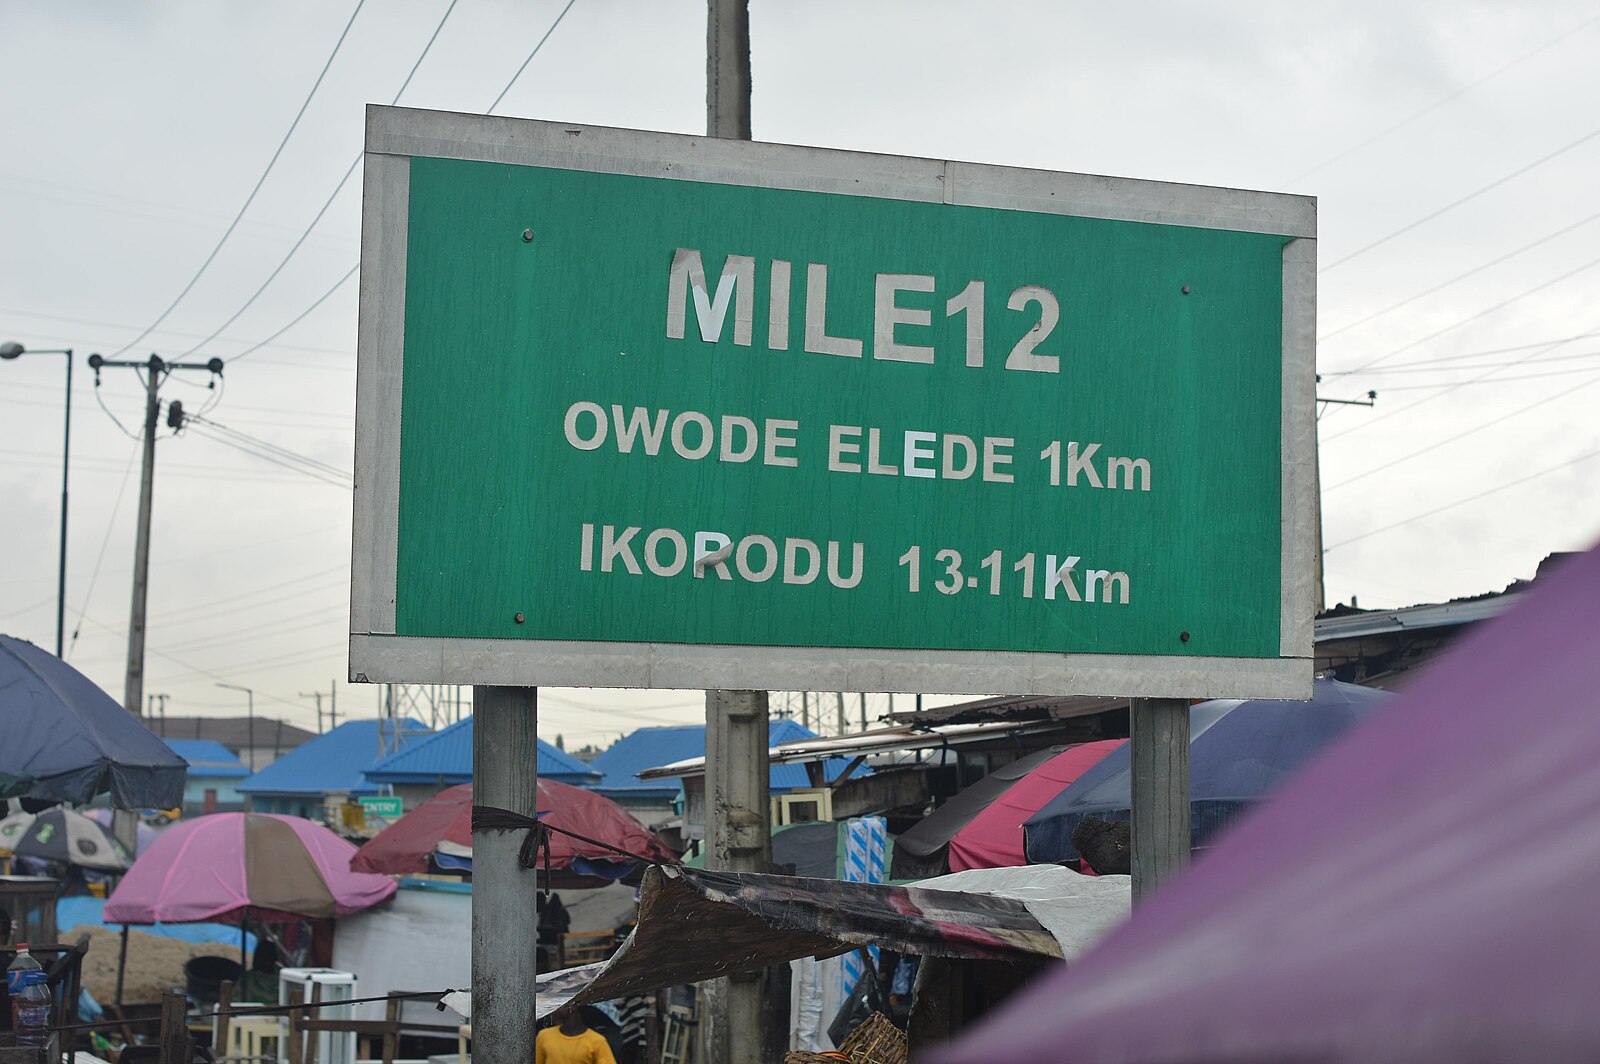 MILE12
OWODE ELEDE 1Km
IKORODU 13.11Km
ENTRY